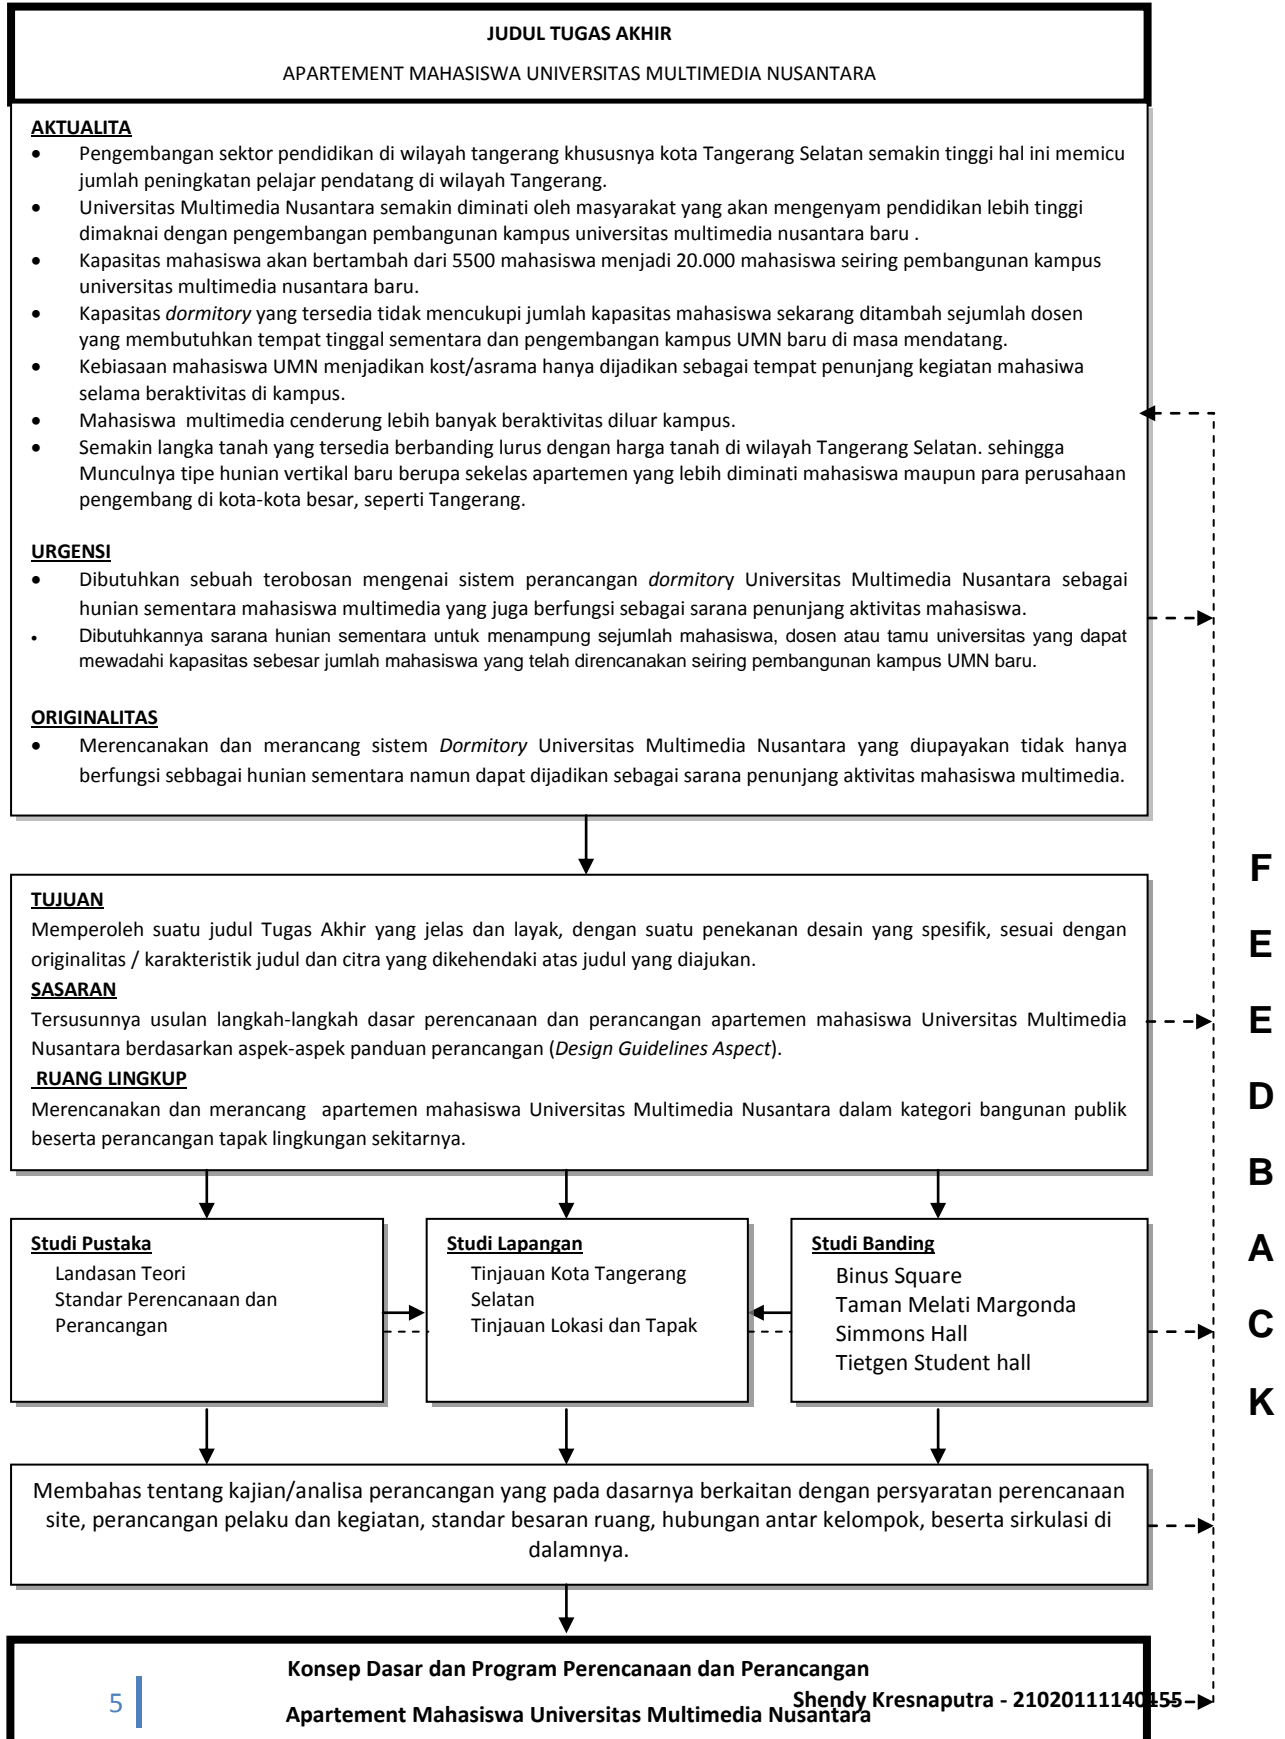 JUDUL TUGAS AKHIR
APARTEMENT MAHASISWA UNIVERSITAS MULTIMEDIA NUSANTARA
AKTUALITA
• Pengembangan sektor pendidikan di wilayah tangerang khususnya kota Tangerang Selatan semakin tinggi hal ini memicu
jumlah peningkatan pelajar pendatang di wilayah Tangerang.
• Universitas Multimedia Nusantara semakin diminati oleh masyarakat yang akan mengenyam pendidikan lebih tinggi
dimaknai dengan pengembangan pembangunan kampus universitas multimedia nusantara baru .
• Kapasitas mahasiswa akan bertambah dari 5500 mahasiswa menjadi 20.000 mahasiswa seiring pembangunan kampus
universitas multimedia nusantara baru.
• Kapasitas dormitory yang tersedia tidak mencukupi jumlah kapasitas mahasiswa sekarang ditambah sejumlah dosen
yang membutuhkan tempat tinggal sementara dan pengembangan kampus UMN baru di masa mendatang.
• Kebiasaan mahasiswa UMN menjadikan kost/asrama hanya dijadikan sebagai tempat penunjang kegiatan mahasiwa
selama beraktivitas di kampus.
• Mahasiswa multimedia cenderung lebih banyak beraktivitas diluar kampus.
• Semakin langka tanah yang tersedia berbanding lurus dengan harga tanah di wilayah Tangerang Selatan. sehingga
Munculnya tipe hunian vertikal baru berupa sekelas apartemen yang lebih diminati mahasiswa maupun para perusahaan
pengembang di kota-kota besar, seperti Tangerang.
URGENSI
• Dibutuhkan sebuah terobosan mengenai sistem perancangan dormitory Universitas Multimedia Nusantara sebagai
hunian sementara mahasiswa multimedia yang juga berfungsi sebagai sarana penunjang aktivitas mahasiswa.
• Dibutuhkannya sarana hunian sementara untuk menampung sejumlah mahasiswa, dosen atau tamu universitas yang dapat
mewadahi kapasitas sebesar jumlah mahasiswa yang telah direncanakan seiring pembangunan kampus UMN baru.
ORIGINALITAS
• Merencanakan dan merancang sistem Dormitory Universitas Multimedia Nusantara yang diupayakan tidak hanya
berfungsi sebbagai hunian sementara namun dapat dijadikan sebagai sarana penunjang aktivitas mahasiswa multimedia.
TUJUAN
Memperoleh suatu judul Tugas Akhir yang jelas dan layak, dengan suatu penekanan desain yang spesifik, sesuai dengan
originalitas / karakteristik judul dan citra yang dikehendaki atas judul yang diajukan.
SASARAN
Tersusunnya usulan langkah-langkah dasar perencanaan dan perancangan apartemen mahasiswa Universitas Multimedia
Nusantara berdasarkan aspek-aspek panduan perancangan (Design Guidelines Aspect).
RUANG LINGKUP
Merencanakan dan merancang apartemen mahasiswa Universitas Multimedia Nusantara dalam kategori bangunan publik
beserta perancangan tapak lingkungan sekitarnya.
Studi Pustaka
Landasan Teori
Standar Perencanaan dan
Perancangan
Studi Lapangan
Tinjauan Kota Tangerang
Selatan
Tinjauan Lokasi dan Tapak
Studi Banding
Binus Square
Taman Melati Margonda
Simmons Hall
Tietgen Student hall
Membahas tentang kajian/analisa perancangan yang pada dasarnya berkaitan dengan persyaratan perencanaan
site, perancangan pelaku dan kegiatan, standar besaran ruang, hubungan antar kelompok, beserta sirkulasi di
dalamnya.
Konsep Dasar dan Program Perencanaan dan Perancangan
Apartement Mahasiswa Universitas Multimedia Nusantara
5
Shendy Kresnaputra - 21020111140155
F
E
E
D
B
A
C
K